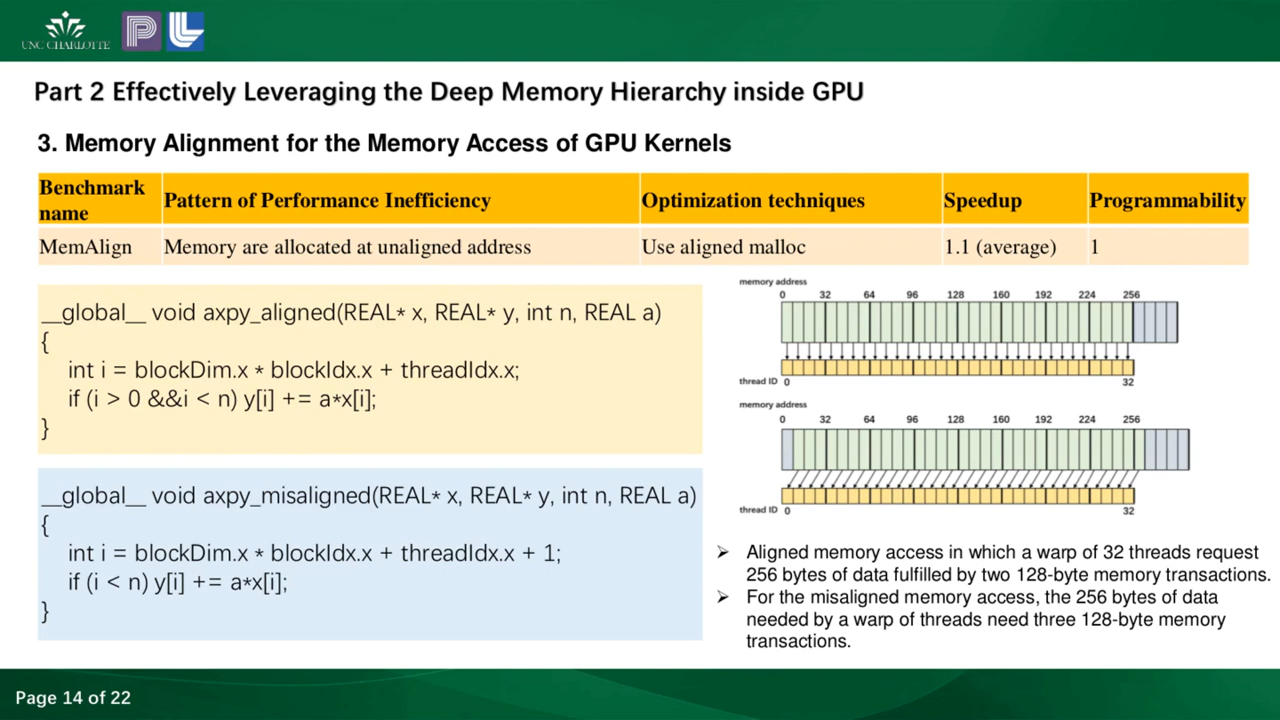 UNC CHARLOTTE
Part 2 Effectively Leveraging the Deep Memory Hierarchy inside GPU
3. Memory Alignment for the Memory Access of GPU Kernels
Benchmark name
Pattern of Performance Inefficiency
Optimization techniques
Speedup
Programmability
MemAlign
Memory are allocated at unaligned address
Use aligned malloc
1.1 (average)
1
__global__ void axpy_aligned(REAL* x, REAL* y, int n, REAL a)
{
int i = blockDim.x * blockIdx.x + threadIdx.x;
if (i > 0 &&i < n) y[i] += a*x[i];
}
__global__ void axpy_misaligned(REAL* x, REAL* y, int n, REAL a)
{
int i = blockDim.x * blockIdx.x + threadIdx.x + 1;
if (i < n) y[i] += a*x[i];
}
memory address
0 32 64 96 128 160 192 224 256
thread ID 0 32
memory address
0 32 64 96 128 160 192 224 256
thread ID 0 32
➢ Aligned memory access in which a warp of 32 threads request
256 bytes of data fulfilled by two 128-byte memory transactions.
➢ For the misaligned memory access, the 256 bytes of data
needed by a warp of threads need three 128-byte memory
transactions.
Page 14 of 22